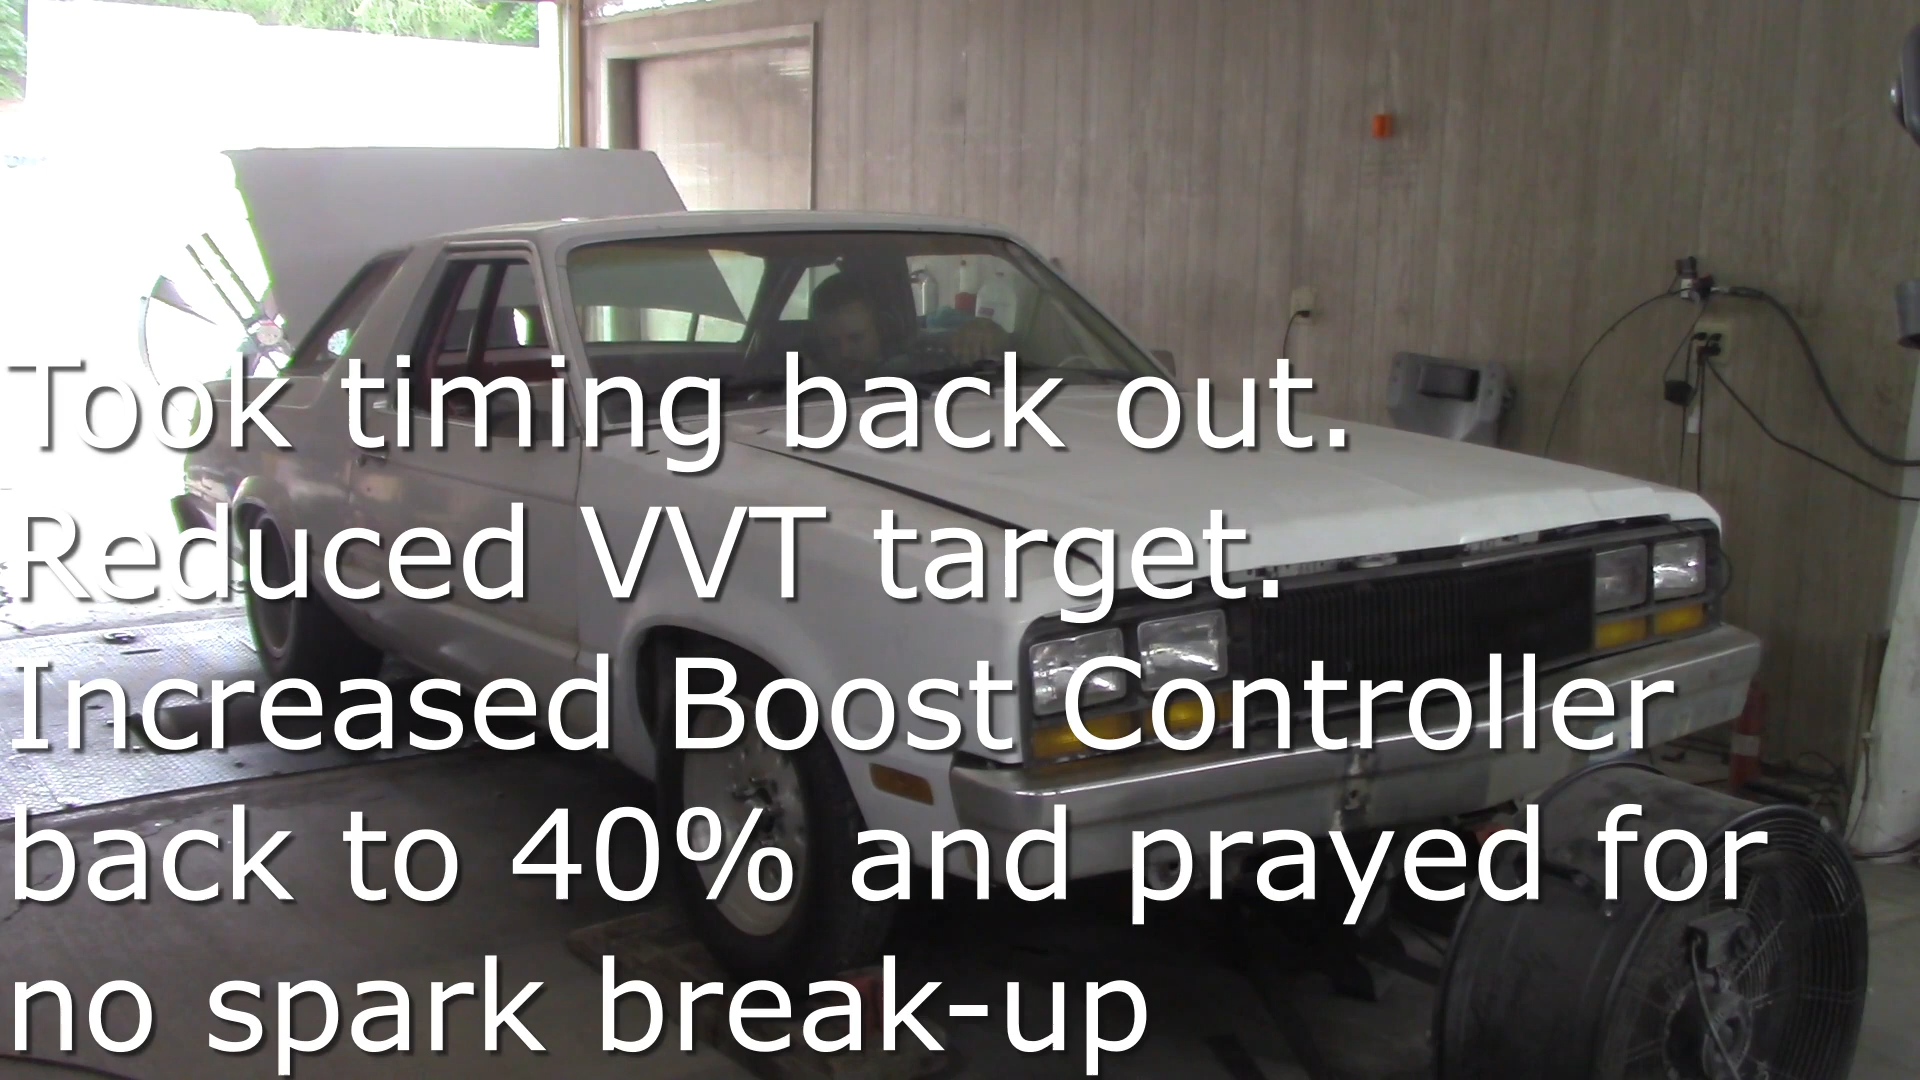 Took timing back out.
Reduced VVT target.
Increased Boost Controller
back to 40% and prayed for
no spark break-up